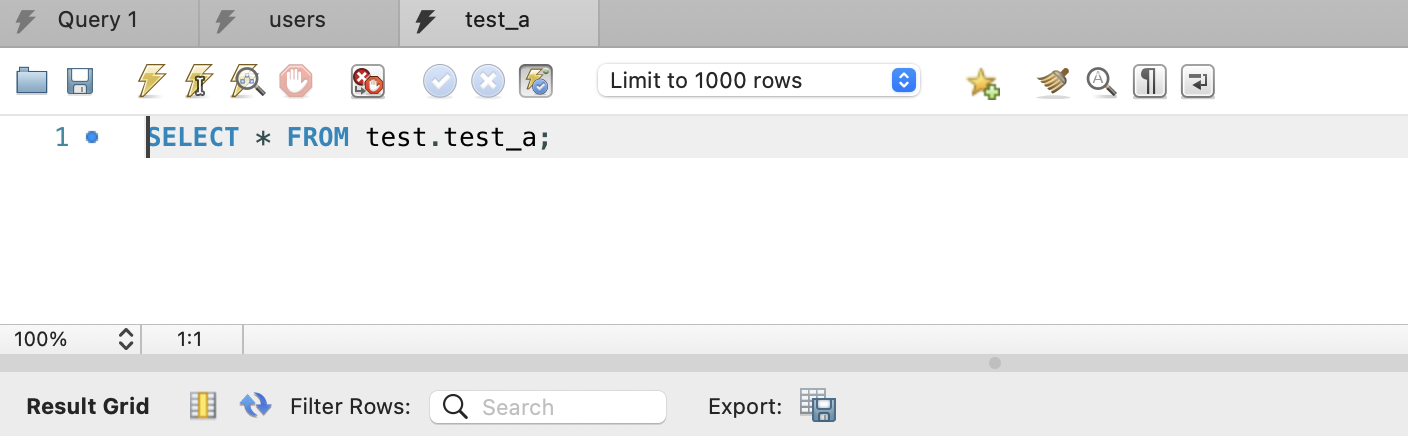 Query 1 users test_a
Limit to 1000 rows
1 SELECT * FROM test.test_a;
100% 1:1
Result Grid Filter Rows: Search Export: